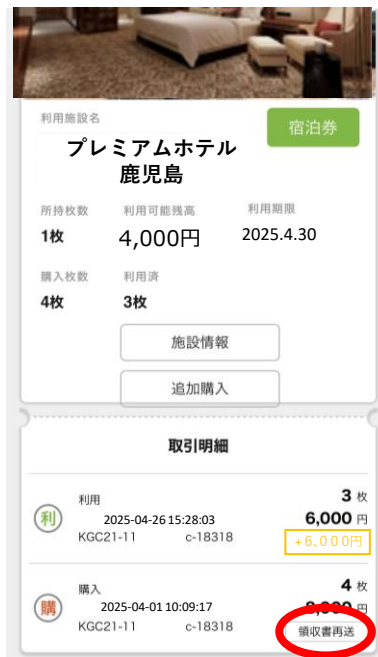 利用施設名
宿泊券
プレミアムホテル
鹿児島
所持枚数 利用可能残高 利用期限
1枚 4,000円 2025.4.30
購入枚数 利用済
4枚 3枚
施設情報
追加購入
取引明細
利用 3 枚
利 2025-04-26 15:28:03 6,000 円
KGC21-11 c-18318 +6,000円
購入 4 枚
購 2025-04-01 10:09:17 8,000 円
KGC21-11 c-18318 領収書再送